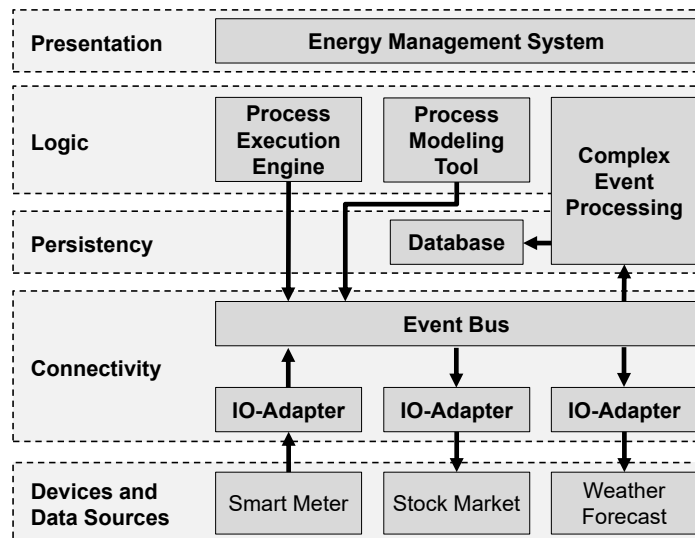 Presentation
Energy Management System
Logic
Process
Execution
Engine
Process
Modeling
Tool
Complex
Event
Processing
Persistency
Database
Connectivity
Event Bus
IO-Adapter
IO-Adapter
IO-Adapter
Devices and
Data Sources
Smart Meter
Stock Market
Weather
Forecast